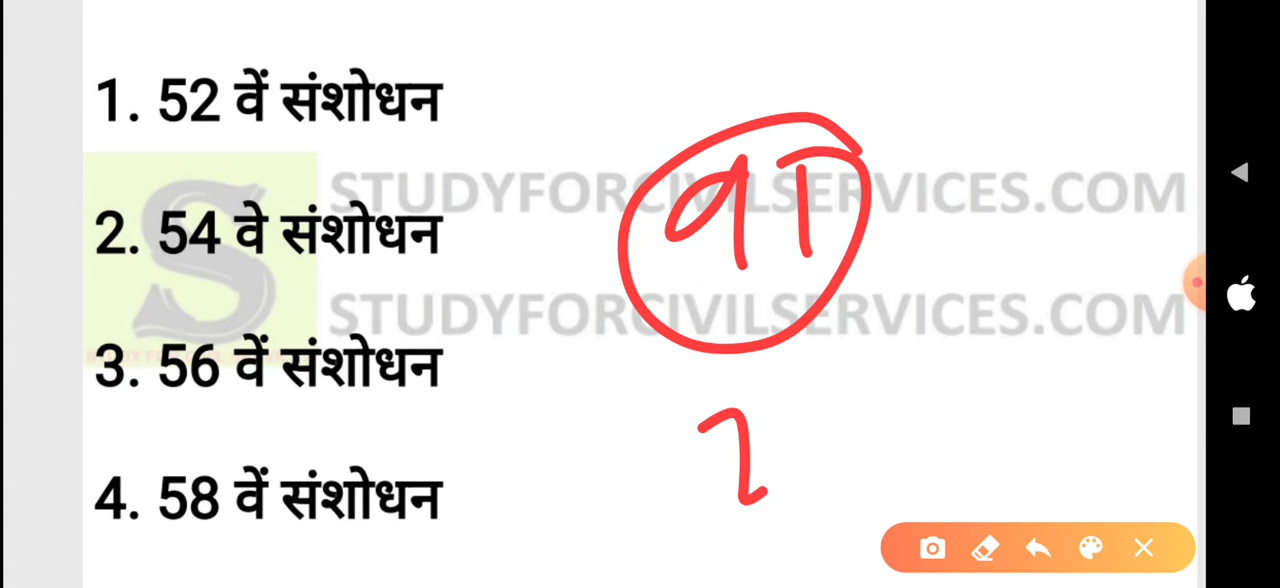 1. 52 वें संशोधन
STUDYFORCIVILSERVICES.COM
2. 54 वे संशोधन
STUDYFORCIVILSERVICES.COM
3. 56 वें संशोधन
4. 58 वें संशोधन